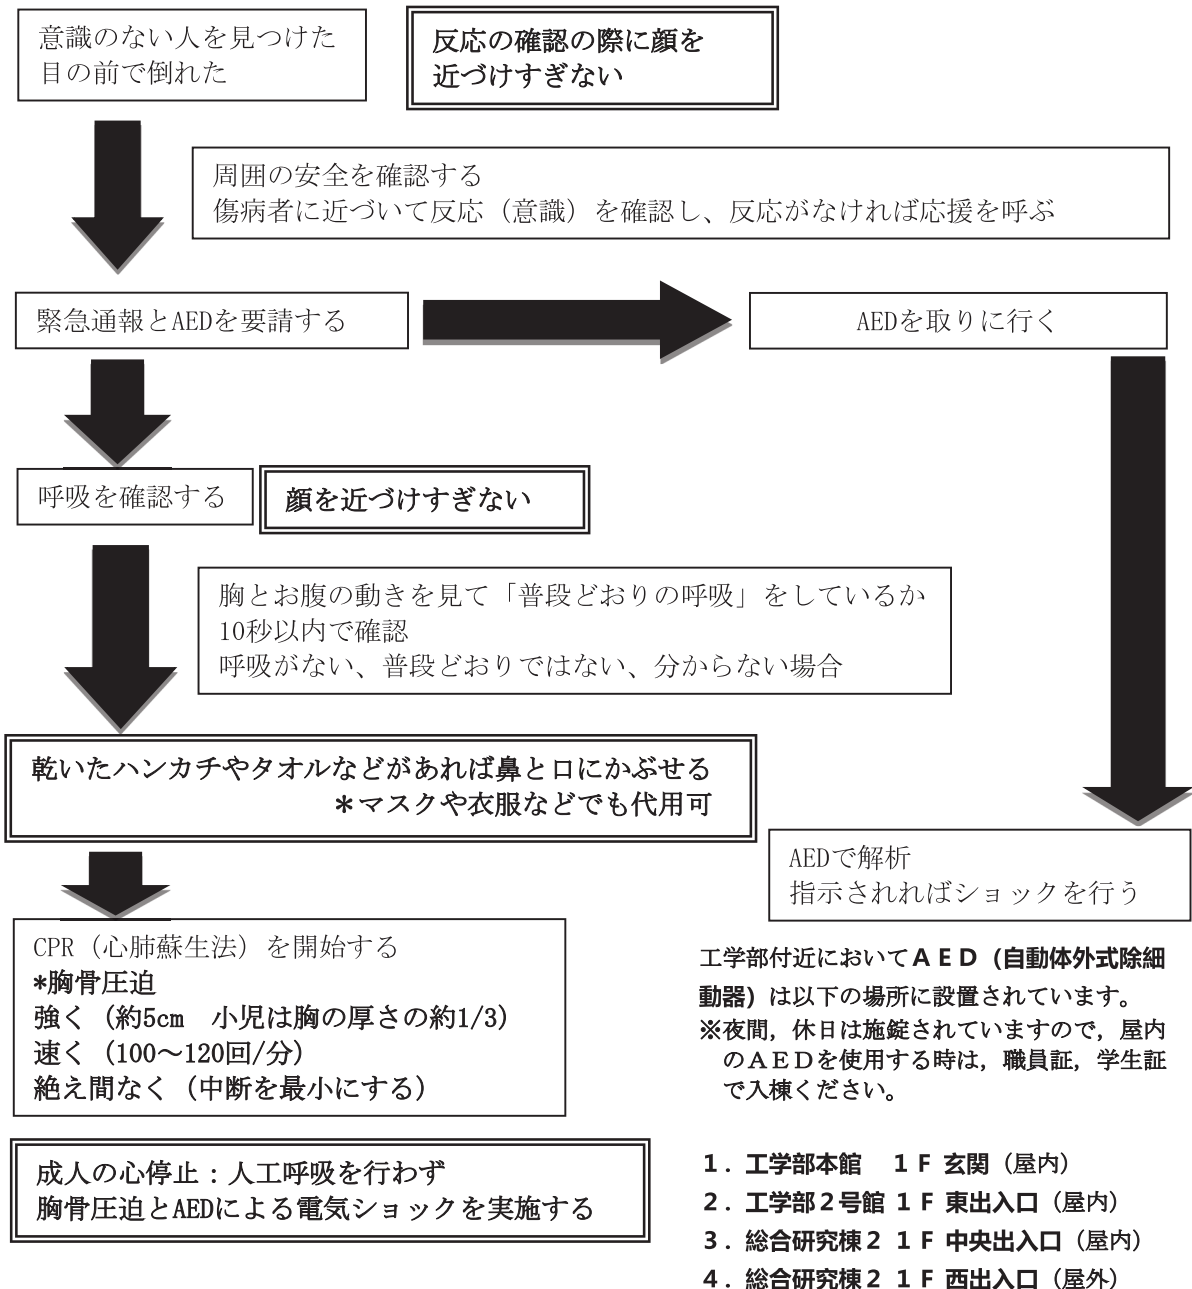 意識のない人を見つけた
目の前で倒れた
反応の確認の際に顔を
近づけすぎない
周囲の安全を確認する
傷病者に近づいて反応（意識）を確認し、反応がなければ応援を呼ぶ
緊急通報とAEDを要請する
AEDを取りに行く
呼吸を確認する
顔を近づけすぎない
胸とお腹の動きを見て「普段どおりの呼吸」をしているか
10秒以内で確認
呼吸がない、普段どおりではない、分からない場合
乾いたハンカチやタオルなどがあれば鼻と口にかぶせる
＊マスクや衣服などでも代用可
AEDで解析
指示されればショックを行う
CPR（心肺蘇生法）を開始する
*胸骨圧迫
強く（約5cm　小児は胸の厚さの約1/3）
速く（100～120回/分）
絶え間なく（中断を最小にする）
成人の心停止：人工呼吸を行わず
胸骨圧迫とAEDによる電気ショックを実施する
工学部付近においてＡＥＤ（自動体外式除細
動器）は以下の場所に設置されています。
※夜間，休日は施錠されていますので，屋内
のＡＥＤを使用する時は，職員証，学生証
で入棟ください。
１．工学部本館　１Ｆ 玄関（屋内）
２．工学部２号館 １Ｆ 東出入口（屋内）
３．総合研究棟２ １Ｆ 中央出入口（屋内）
４．総合研究棟２ １Ｆ 西出入口（屋外）